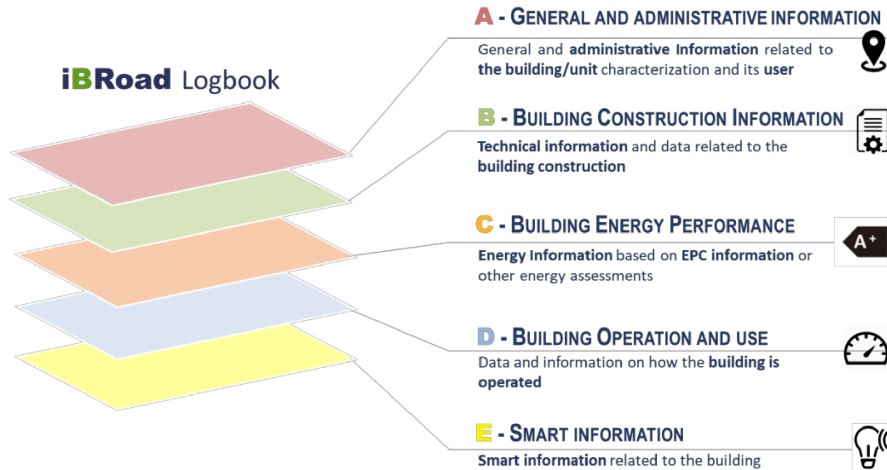 iBRoad Logbook
A - GENERAL AND ADMINISTRATIVE INFORMATION
General and administrative Information related to
the building/unit characterization and its user
B - BUILDING CONSTRUCTION INFORMATION
Technical information and data related to the
building construction
C - BUILDING ENERGY PERFORMANCE
Energy Information based on EPC information or
other energy assessments
A+
D - BUILDING OPERATION AND USE
Data and information on how the building is
operated
E - SMART INFORMATION
Smart information related to the building